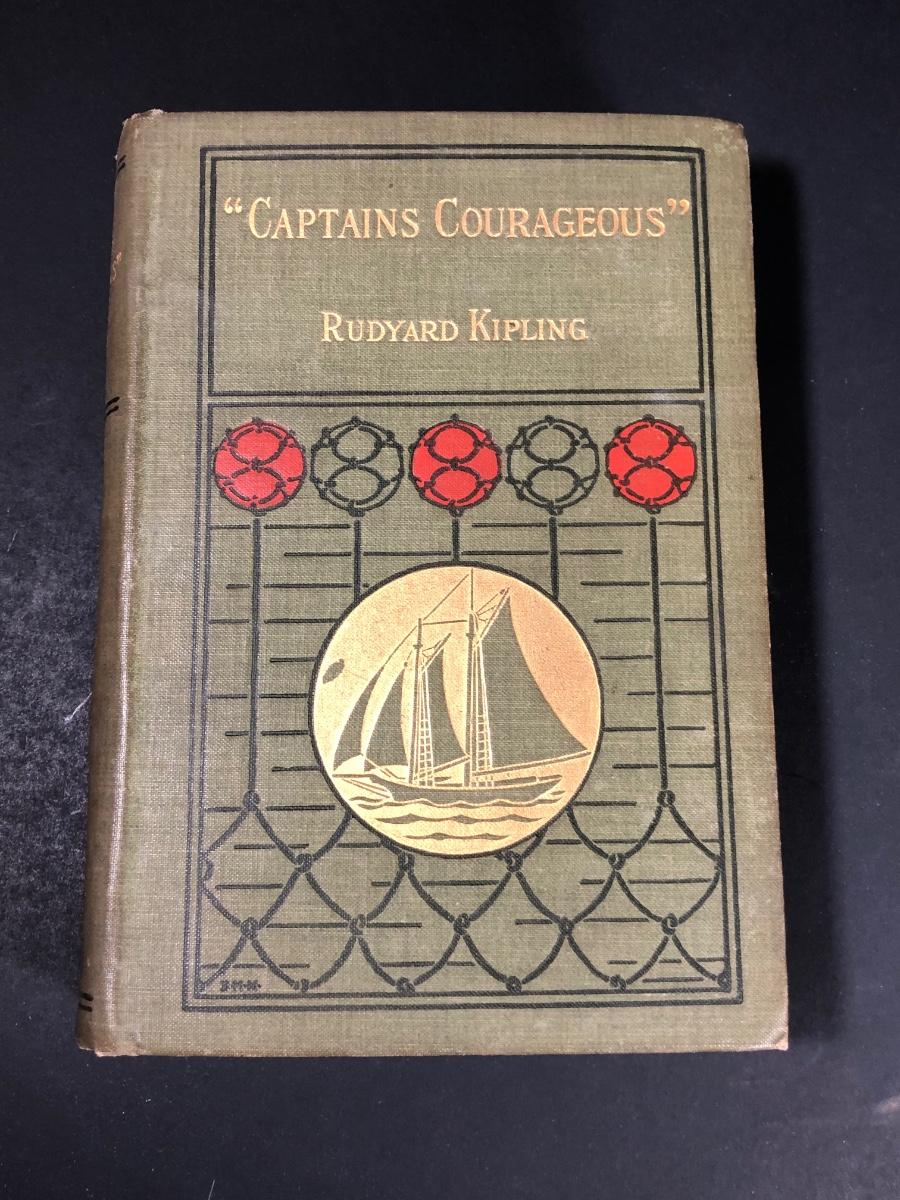 “CAPTAINS COURAGEOUS”
RUDYARD KIPLING
B.M.M.
S”